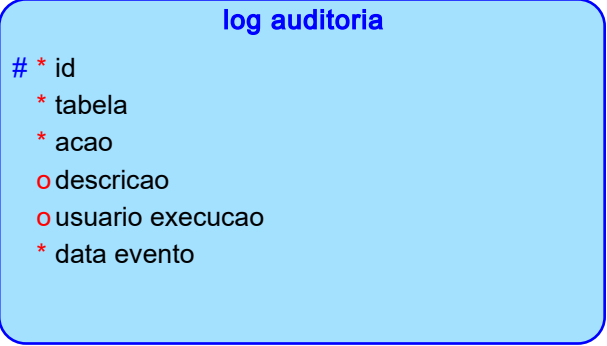 log auditoria
# * id
* tabela
* acao
o descricao
o usuario execucao
* data evento